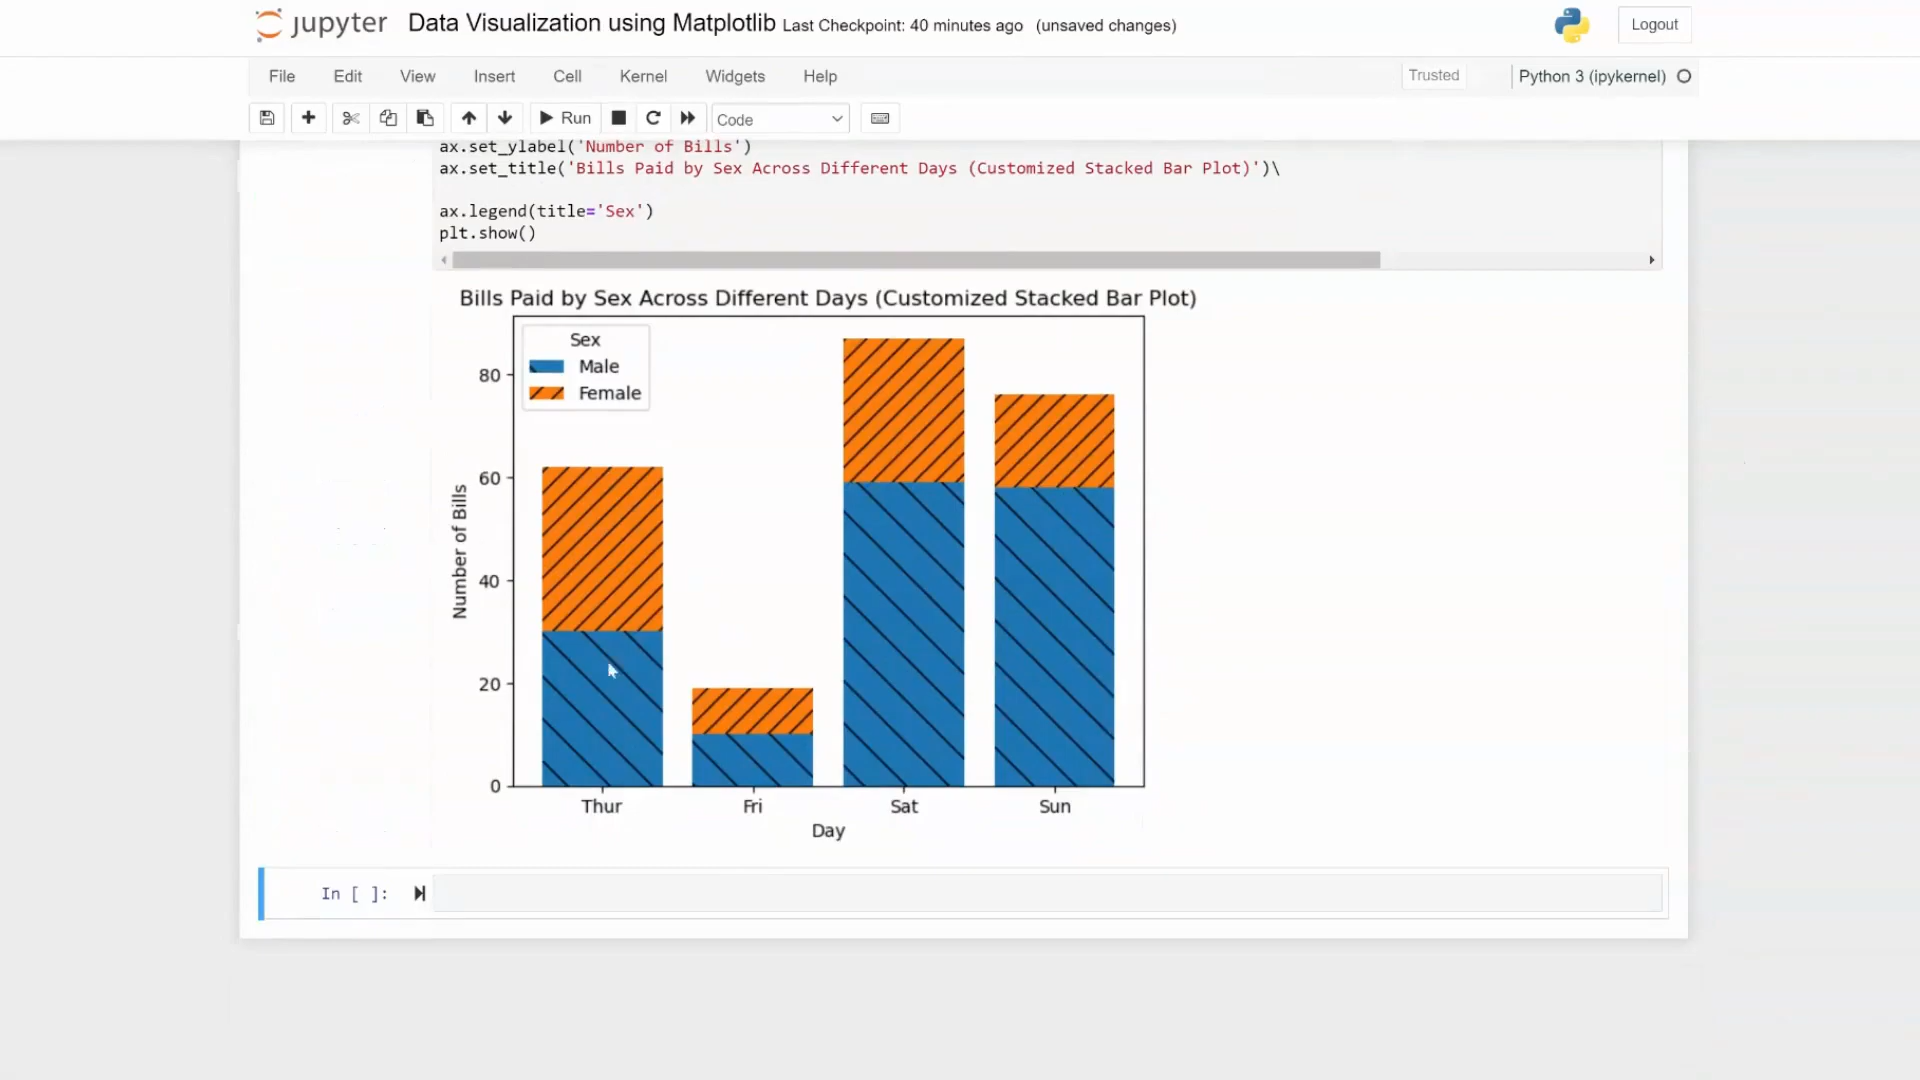 jupyter Data Visualization using Matplotlib Last Checkpoint: 40 minutes ago (unsaved changes) Logout
File Edit View Insert Cell Kernel Widgets Help Trusted Python 3 (ipykernel)
Run Code
ax.set_ylabel('Number of Bills')
ax.set_title('Bills Paid by Sex Across Different Days (Customized Stacked Bar Plot)')\
ax.legend(title='Sex')
plt.show()
Bills Paid by Sex Across Different Days (Customized Stacked Bar Plot)
Sex
Male
Female
80
60
40
20
0
Number of Bills
Thur Fri Sat Sun
Day
In [ ]: